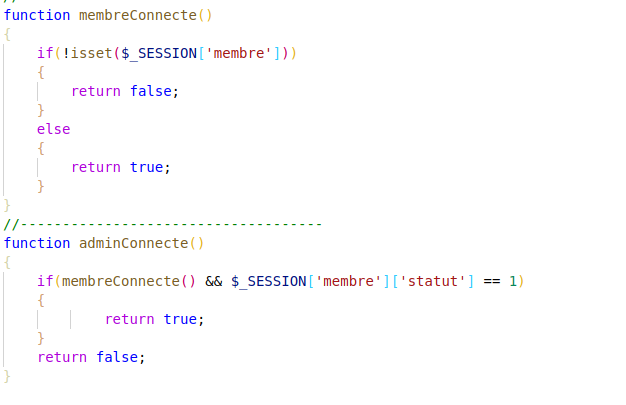 //
function membreConnecte()
{
    if(!isset($_SESSION['membre']))
    {
        return false;
    }
    else
    {
        return true;
    }
}
//------------------------------------
function adminConnecte()
{
    if(membreConnecte() && $_SESSION['membre']['statut'] == 1)
    {
            return true;
    }
    return false;
}